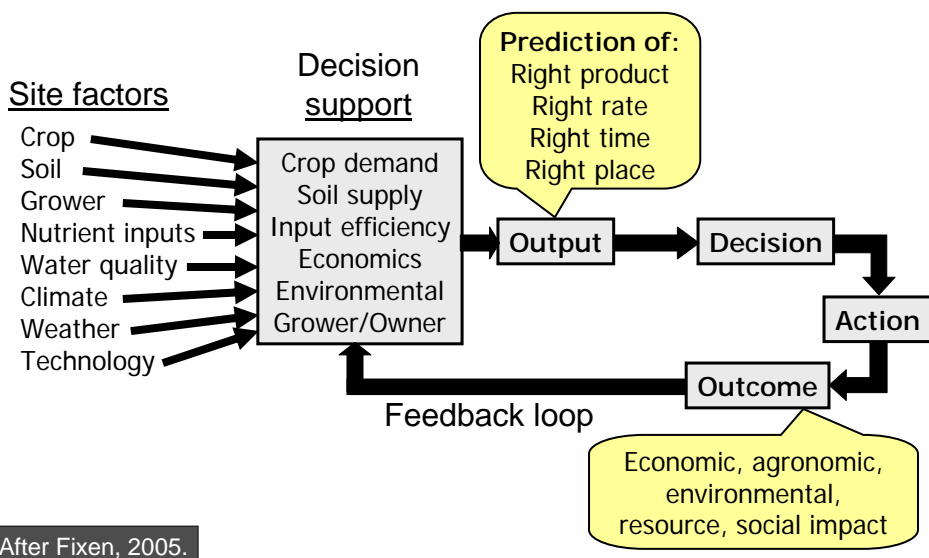 Site factors
Crop
Soil
Grower
Nutrient inputs
Water quality
Climate
Weather
Technology
Decision
support
Crop demand
Soil supply
Input efficiency
Economics
Environmental
Grower/Owner
Prediction of:
Right product
Right rate
Right time
Right place
Output
Decision
Action
Outcome
Feedback loop
Economic, agronomic,
environmental,
resource, social impact
After Fixen, 2005.